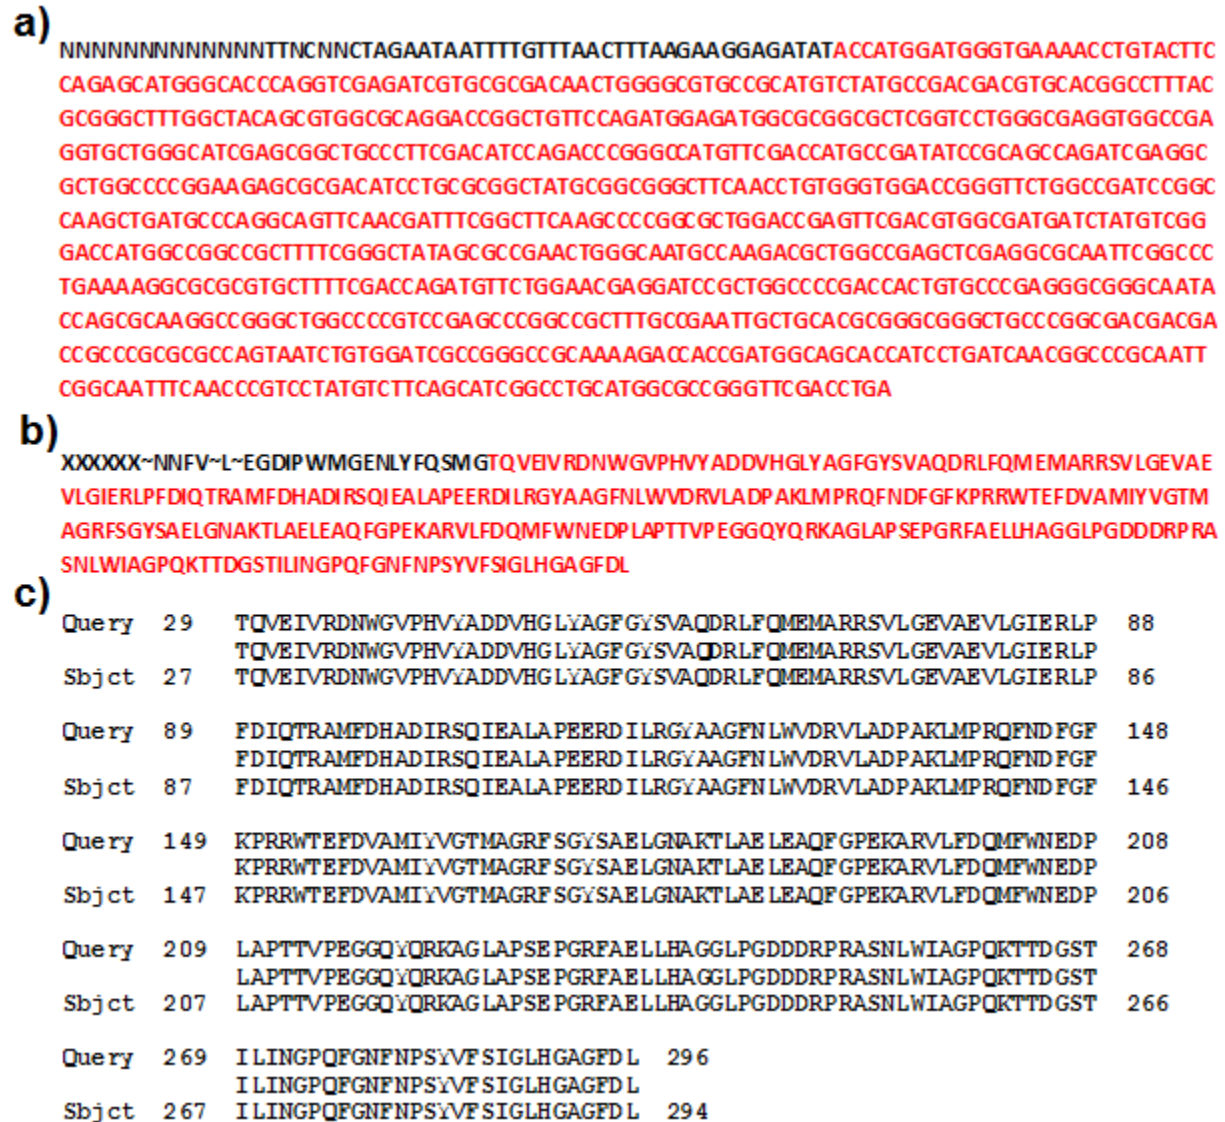 a)
NNNNNNNNNNNNNTTNCNNCTAGAATAATTTTGTTTAACTTTAAGAAGGAGATATACCATGGATGGGTGAAAACCTGTACTTC
CAGAGCATGGGCACCCAGGTCGAGATCGTGCGCGACAACTGGGGCGTGCCGCATGTCTATGCCGACGACGTGCACGGCCTTTAC
GCGGGCTTTGGCTACAGCGTGGCGCAGGACCGGCTGTTCCAGATGGAGATGGCGCGGCGCTCGGTCCTGGGCGAGGTGGCCGA
GGTGCTGGGCATCGAGCGGCTGCCCTTCGACATCCAGACCCGGGCCATGTTCGACCATGCCGATATCCGCAGCCAGATCGAGGC
GCTGGCCCCGGAAGAGCGCGACATCCTGCGCGGCTATGCGGCGGGCTTCAACCTGTGGGTGGACCGGGTTCTGGCCGATCCGGC
CAAGCTGATGCCCAGGCAGTTCAACGATTTCGGCTTCAAGCCCCGGCGCTGGACCGAGTTCGACGTGGCGATGATCTATGTCGG
GACCATGGCCGGCCGCTTTTCGGGCTATAGCGCCGAACTGGGCAATGCCAAGACGCTGGCCGAGCTCGAGGCGCAATTCGGCCC
TGAAAAGGCGCGCGTGCTTTTCGACCAGATGTTCTGGAACGAGGATCCGCTGGCCCCGACCACTGTGCCCGAGGGCGGGCAATA
CCAGCGCAAGGCCGGGCTGGCCCCGTCCGAGCCCGGCCGCTTTGCCGAATTGCTGCACGCGGGCGGGCTGCCCGGCGACGACGA
CCGCCCGCGCGCCAGTAATCTGTGGATCGCCGGGCCGCAAAAGACCACCGATGGCAGCACCATCCTGATCAACGGCCCGCAATT
CGGCAATTTCAACCCGTCCTATGTCTTCAGCATCGGCCTGCATGGCGCCGGGTTCGACCTGA
b)
XXXXXX~NNFV~L~EGDIPWMGENLYFQSMGTQVEIVRDNWGVPHVYADDVHGLYAGFGYSVAQDRLFQMEMARRSVLGEVAE
VLGIERLPFDIQTRAMFDHADIRSQIEALAPEERDILRGYAAGFNLWVDRVLADPAKLMPRQFNDFGFKPRRWTEFDVAMIYVGTM
AGRFSGYSAELGNAKTLAELEAQFGPEKARVLFDQMFWNEDPLAPTTVPEGGQYQRKAGLAPSEPGRFAELLHAGGLPGDDDRPRA
SNLWIAGPQKTTDGSTILINGPQFGNFNPSYVFSIGLHGAGFDL
c)
Query 29 TQVEIVRDNWGVPHVYADDVHGLYAGFGYSVAQDRLFQMEMARRSVLGEVAEVLGIERLP 88
TQVEIVRDNWGVPHVYADDVHGLYAGFGYSVAQDRLFQMEMARRSVLGEVAEVLGIERLP
Sbjct 27 TQVEIVRDNWGVPHVYADDVHGLYAGFGYSVAQDRLFQMEMARRSVLGEVAEVLGIERLP 86
Query 89 FDIQTRAMFDHADIRSQIEALAPEERDILRGYAAGFNLWVDRVLADPAKLMPRQFNDFGF 148
FDIQTRAMFDHADIRSQIEALAPEERDILRGYAAGFNLWVDRVLADPAKLMPRQFNDFGF
Sbjct 87 FDIQTRAMFDHADIRSQIEALAPEERDILRGYAAGFNLWVDRVLADPAKLMPRQFNDFGF 146
Query 149 KPRRWTEFDVAMIYVGTMAGRFSGYSAELGNAKTLAELEAQFGPEKARVLFDQMFWNEDP 208
KPRRWTEFDVAMIYVGTMAGRFSGYSAELGNAKTLAELEAQFGPEKARVLFDQMFWNEDP
Sbjct 147 KPRRWTEFDVAMIYVGTMAGRFSGYSAELGNAKTLAELEAQFGPEKARVLFDQMFWNEDP 206
Query 209 LAPTTVPEGGQYQRKAGLAPSEPGRFAELLHAGGLPGDDDRPRASNLWIAGPQKTTDGST 268
LAPTTVPEGGQYQRKAGLAPSEPGRFAELLHAGGLPGDDDRPRASNLWIAGPQKTTDGST
Sbjct 207 LAPTTVPEGGQYQRKAGLAPSEPGRFAELLHAGGLPGDDDRPRASNLWIAGPQKTTDGST 266
Query 269 ILINGPQFGNFNPSYVFSIGLHGAGFDL 296
ILINGPQFGNFNPSYVFSIGLHGAGFDL
Sbjct 267 ILINGPQFGNFNPSYVFSIGLHGAGFDL 294